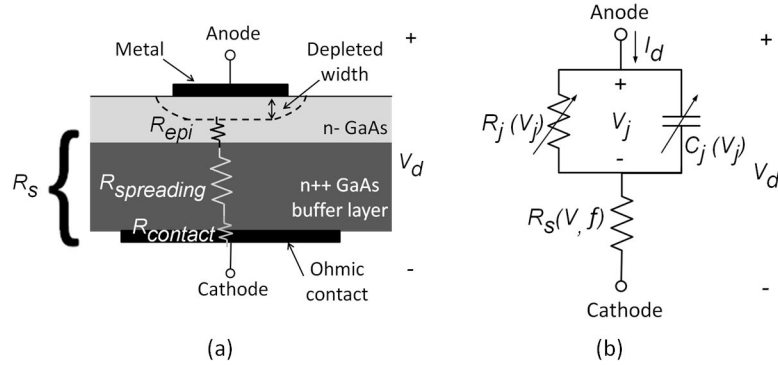 Anode
+
Metal
Depleted
width
R_epi
n- GaAs
R_s
V_d
R_spreading
n++ GaAs
buffer layer
R_contact
Cathode
Ohmic
contact
-
(a)
Anode
+
I_d
+
R_j (V_j)
V_j
C_j (V_j)
-
V_d
R_s(V, f)
-
Cathode
(b)